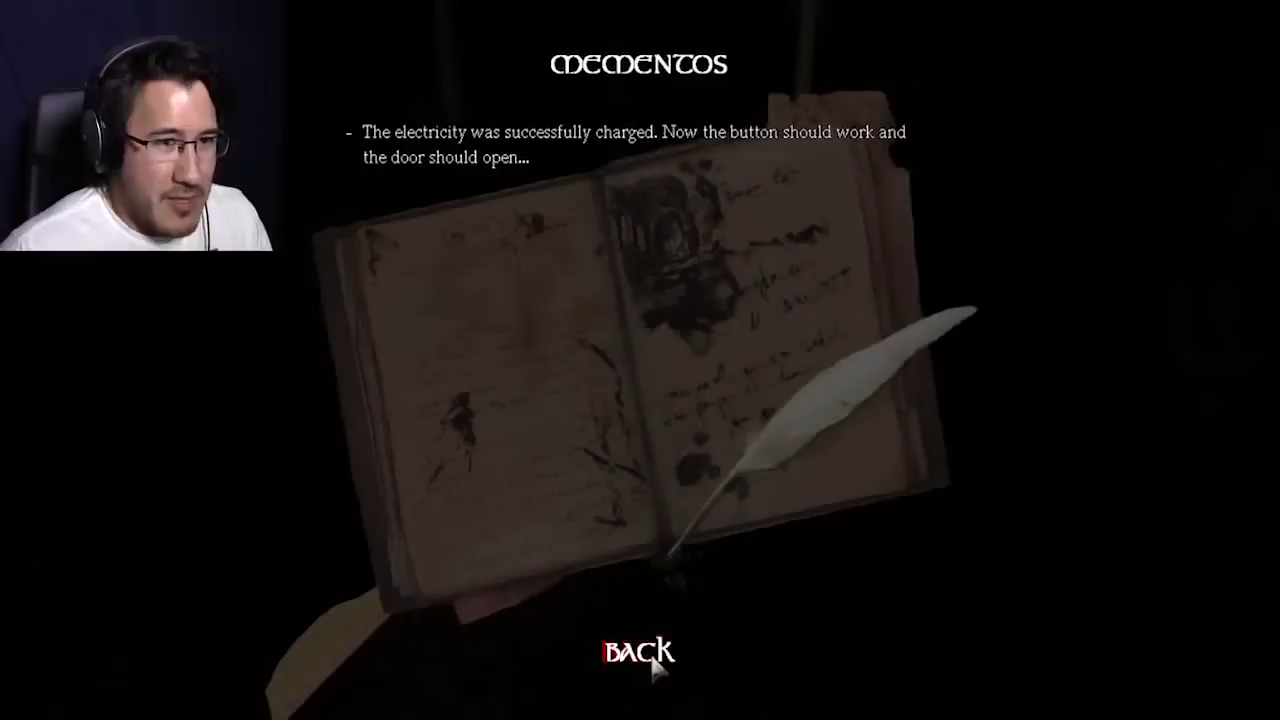 MEMENTOS
- The electricity was successfully charged. Now the button should work and
the door should open...
BACK